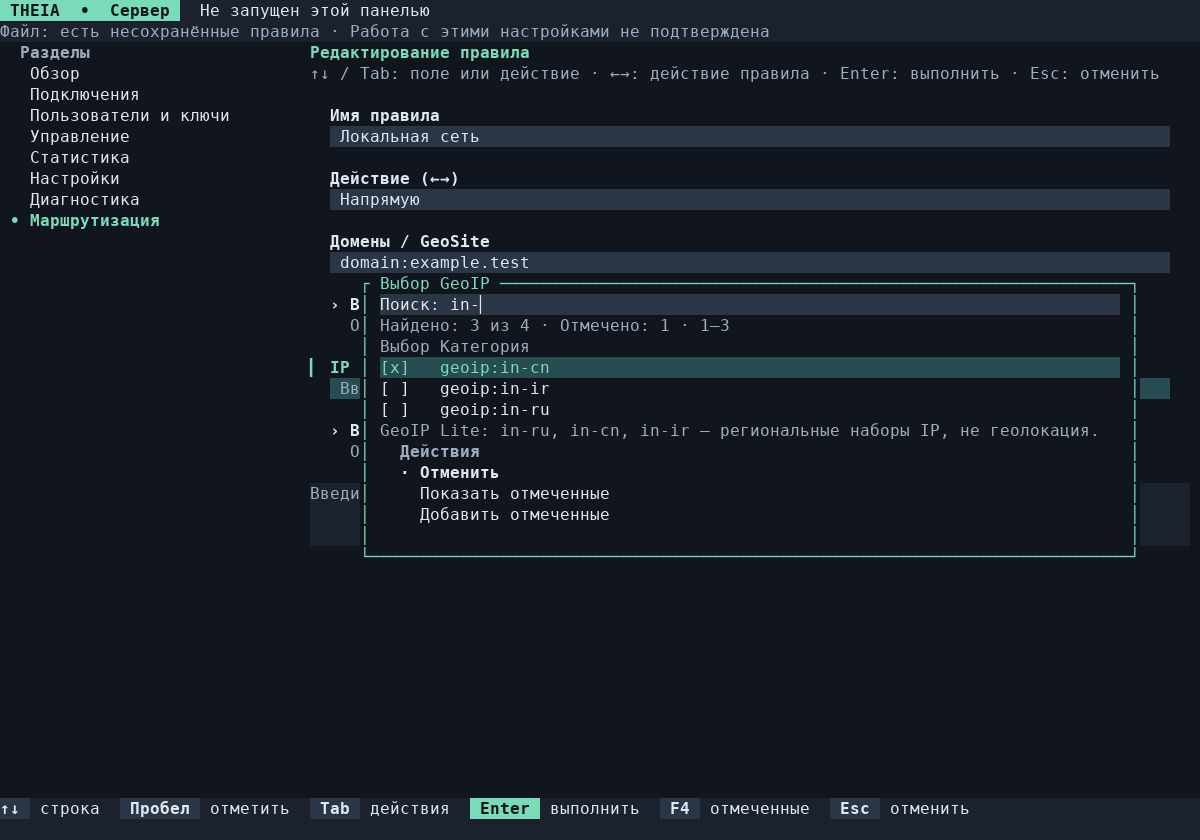 THEIA • Сервер Не запущен этой панелью
Файл: есть несохранённые правила · Работа с этими настройками не подтверждена
Разделы
Обзор
Подключения
Пользователи и ключи
Управление
Статистика
Настройки
Диагностика
• Маршрутизация
Редактирование правила
↑↓ / Tab: поле или действие · ←→: действие правила · Enter: выполнить · Esc: отменить
Имя правила
Локальная сеть
Действие (←→)
Напрямую
Домены / GeoSite
domain:example.test
Выбор GeoIP
› В
Поиск: in-
О
Найдено: 3 из 4 · Отмечено: 1 · 1–3
Выбор Категория
IP
[x] geoip:in-cn
Вв
[ ] geoip:in-ir
[ ] geoip:in-ru
› В
GeoIP Lite: in-ru, in-cn, in-ir — региональные наборы IP, не геолокация.
О
Действия
· Отменить
Введи
Показать отмеченные
Добавить отмеченные
↑↓ строка Пробел отметить Tab действия Enter выполнить F4 отмеченные Esc отменить